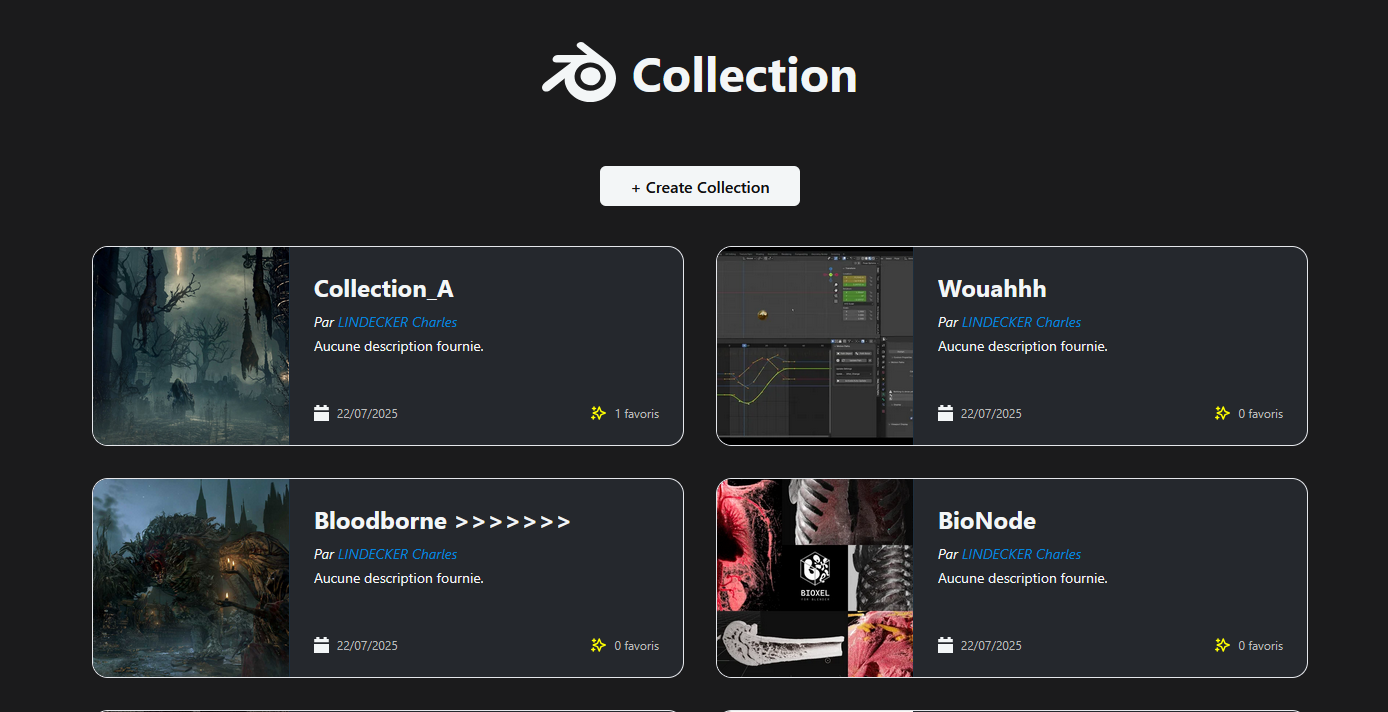 Collection
+ Create Collection
Collection_A
Par LINDECKER Charles
Aucune description fournie.
22/07/2025
1 favoris
Wouahhh
Par LINDECKER Charles
Aucune description fournie.
22/07/2025
0 favoris
Bloodborne >>>>>>>
Par LINDECKER Charles
Aucune description fournie.
22/07/2025
0 favoris
BIOXEL
BioNode
Par LINDECKER Charles
Aucune description fournie.
22/07/2025
0 favoris